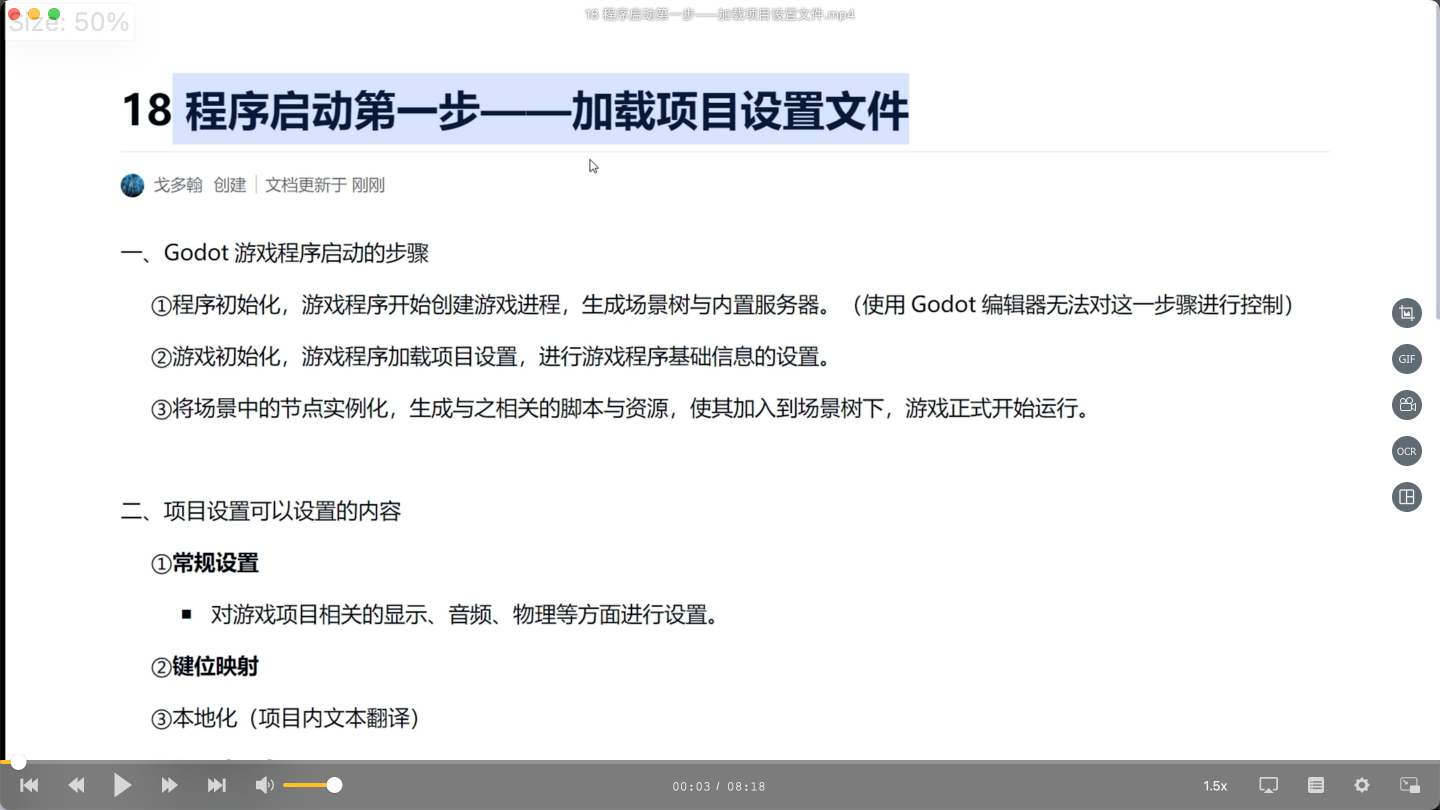 Size: 50%
18 程序启动第一步——加载项目设置文件.mp4
18 程序启动第一步——加载项目设置文件
戈多翰 创建 | 文档更新于 刚刚
一、Godot 游戏程序启动的步骤
①程序初始化，游戏程序开始创建游戏进程，生成场景树与内置服务器。（使用 Godot 编辑器无法对这一步骤进行控制）
②游戏初始化，游戏程序加载项目设置，进行游戏程序基础信息的设置。
③将场景中的节点实例化，生成与之相关的脚本与资源，使其加入到场景树下，游戏正式开始运行。
二、项目设置可以设置的内容
①常规设置
▪ 对游戏项目相关的显示、音频、物理等方面进行设置。
②键位映射
③本地化（项目内文本翻译）
GIF
OCR
00:03 / 08:18
1.5x